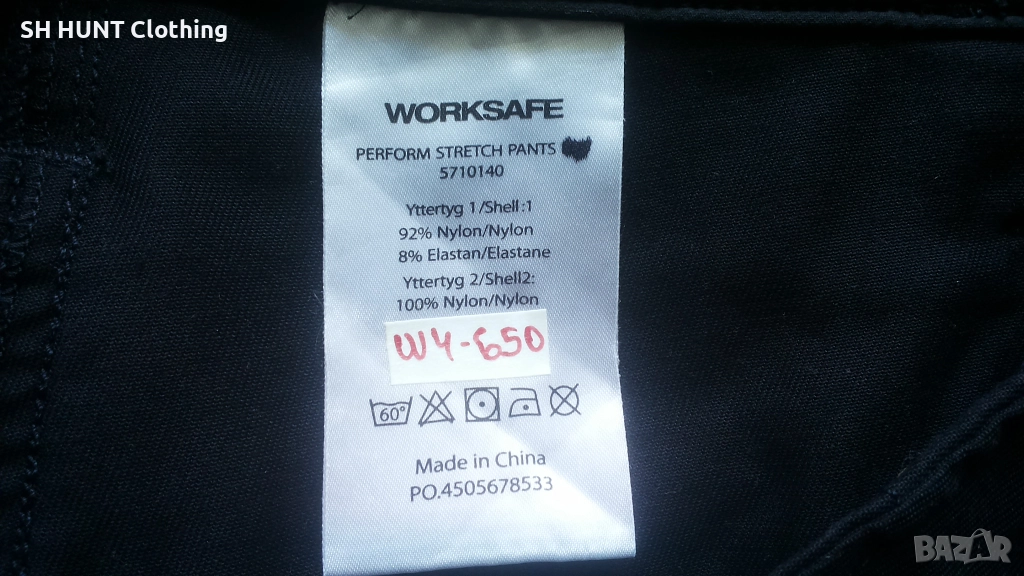 SH HUNT Clothing
WORKSAFE
PERFORM STRETCH PANTS
5710140
Yttertyg 1/Shell:1
92% Nylon/Nylon
8% Elastan/Elastane
Yttertyg 2/Shell2:
100% Nylon/Nylon
W4-650
60°
Made in China
PO.4505678533
BAZAR